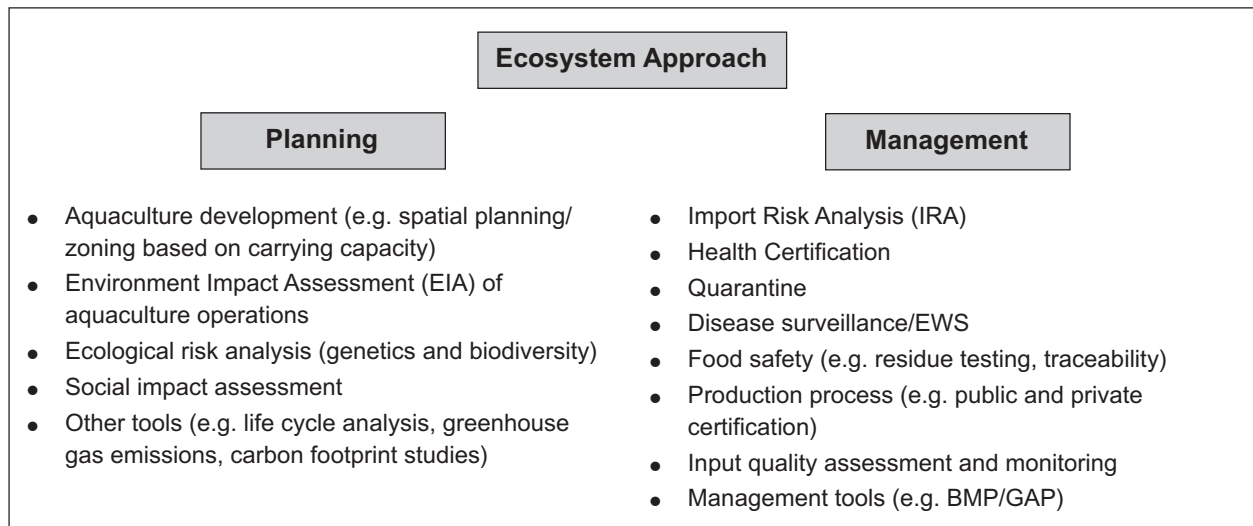 Ecosystem Approach
Planning
● Aquaculture development (e.g. spatial planning/
zoning based on carrying capacity)
● Environment Impact Assessment (EIA) of
aquaculture operations
● Ecological risk analysis (genetics and biodiversity)
● Social impact assessment
● Other tools (e.g. life cycle analysis, greenhouse
gas emissions, carbon footprint studies)
Management
● Import Risk Analysis (IRA)
● Health Certification
● Quarantine
● Disease surveillance/EWS
● Food safety (e.g. residue testing, traceability)
● Production process (e.g. public and private
certification)
● Input quality assessment and monitoring
● Management tools (e.g. BMP/GAP)